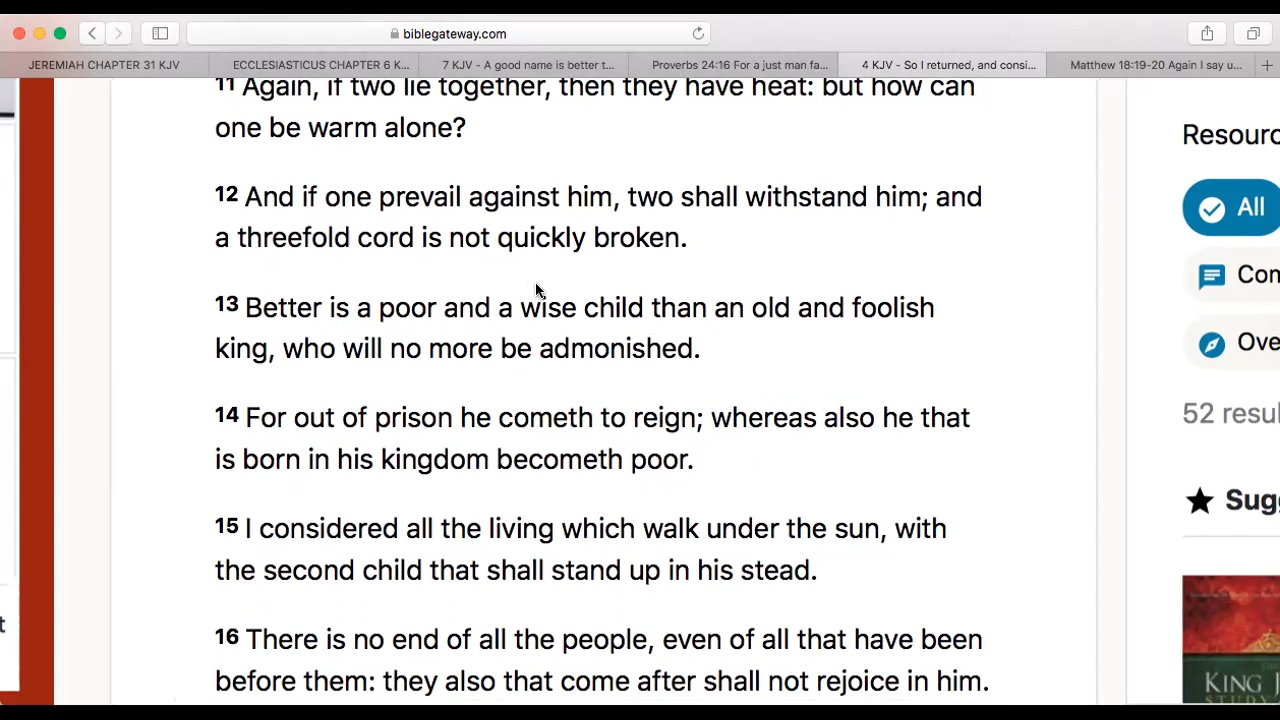 biblegateway.com
JEREMIAH CHAPTER 31 KJV
ECCLESIASTICUS CHAPTER 6 K...
7 KJV - A good name is better t...
Proverbs 24:16 For a just man fa...
4 KJV - So I returned, and consi...
Matthew 18:19-20 Again I say u...
11 Again, if two lie together, then they have heat: but how can
one be warm alone?
12 And if one prevail against him, two shall withstand him; and
a threefold cord is not quickly broken.
13 Better is a poor and a wise child than an old and foolish
king, who will no more be admonished.
14 For out of prison he cometh to reign; whereas also he that
is born in his kingdom becometh poor.
15 I considered all the living which walk under the sun, with
the second child that shall stand up in his stead.
16 There is no end of all the people, even of all that have been
before them: they also that come after shall not rejoice in him.
t
Resourc
All
Con
Ove
52 resul
Sugg
KING J
STUDY